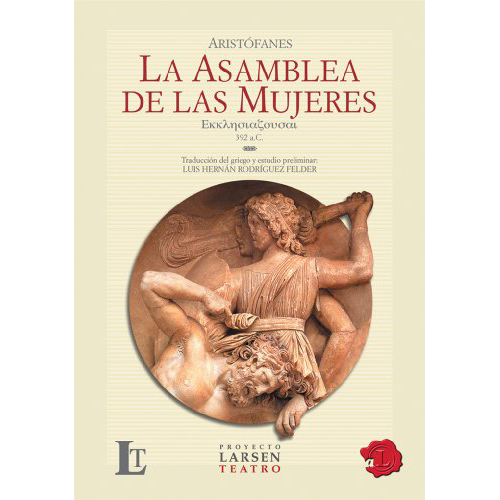 ARISTÓFANES
LA ASAMBLEA
DE LAS MUJERES
Εκκλησιαζουσαι
392 a.C.
Traducción del griego y estudio preliminar:
LUIS HERNÁN RODRÍGUEZ FELDER
LT
PROYECTO
LARSEN
TEATRO
aL